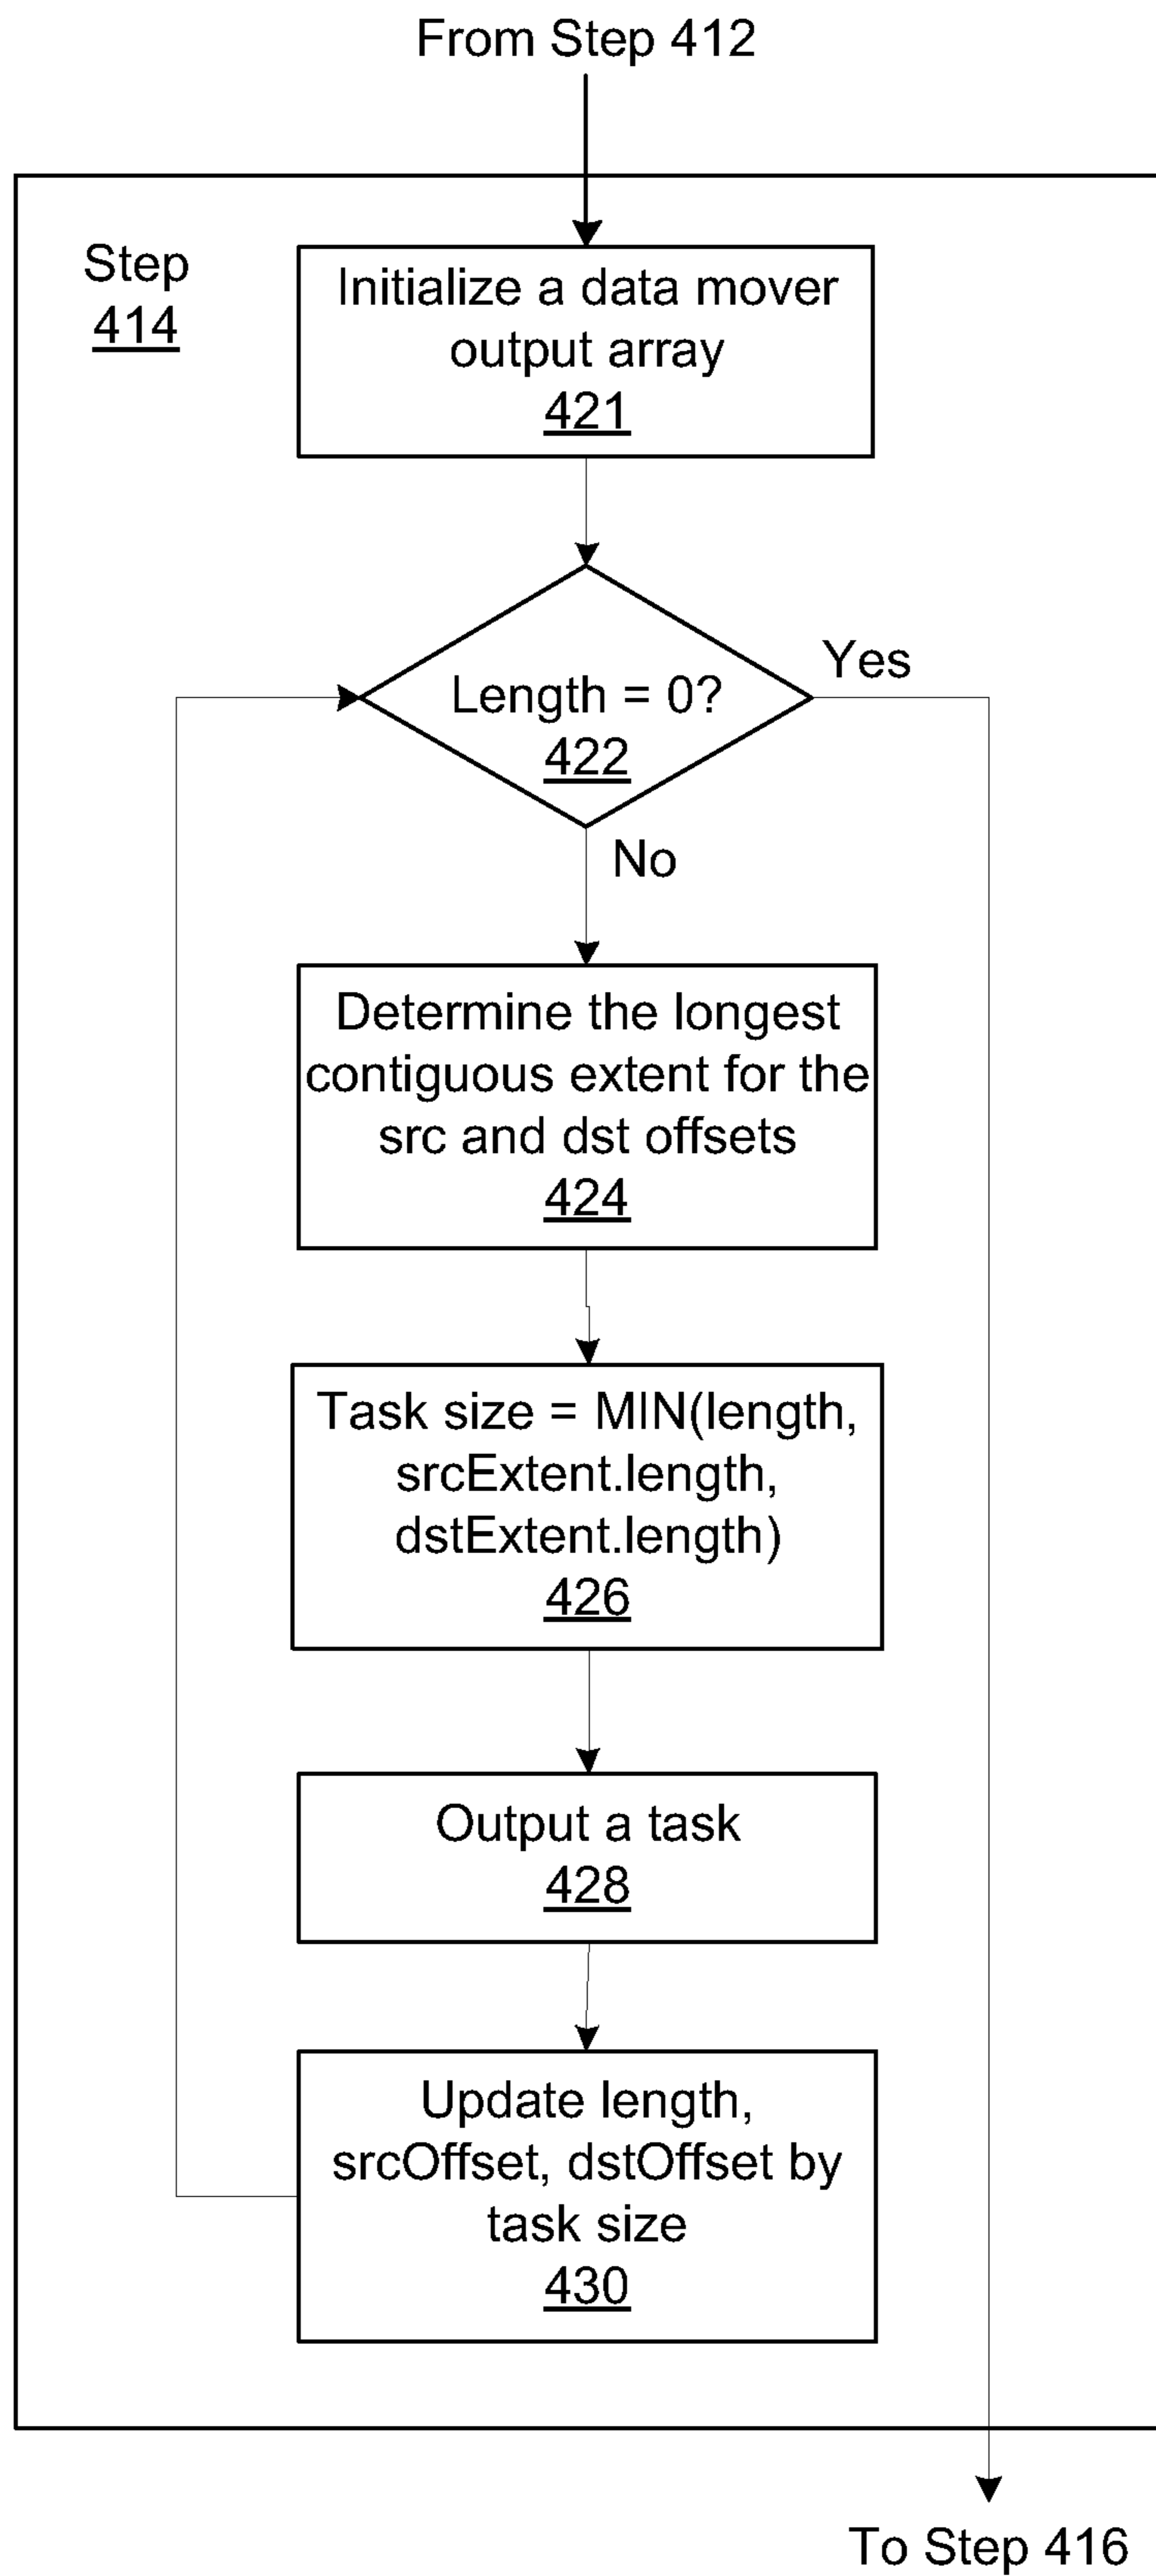 From Step 412
Step
414
Initialize a data mover
output array
421
Length = 0?
422
Yes
No
Determine the longest
contiguous extent for the
src and dst offsets
424
Task size = MIN(length,
srcExtent.length,
dstExtent.length)
426
Output a task
428
Update length,
srcOffset, dstOffset by
task size
430
To Step 416